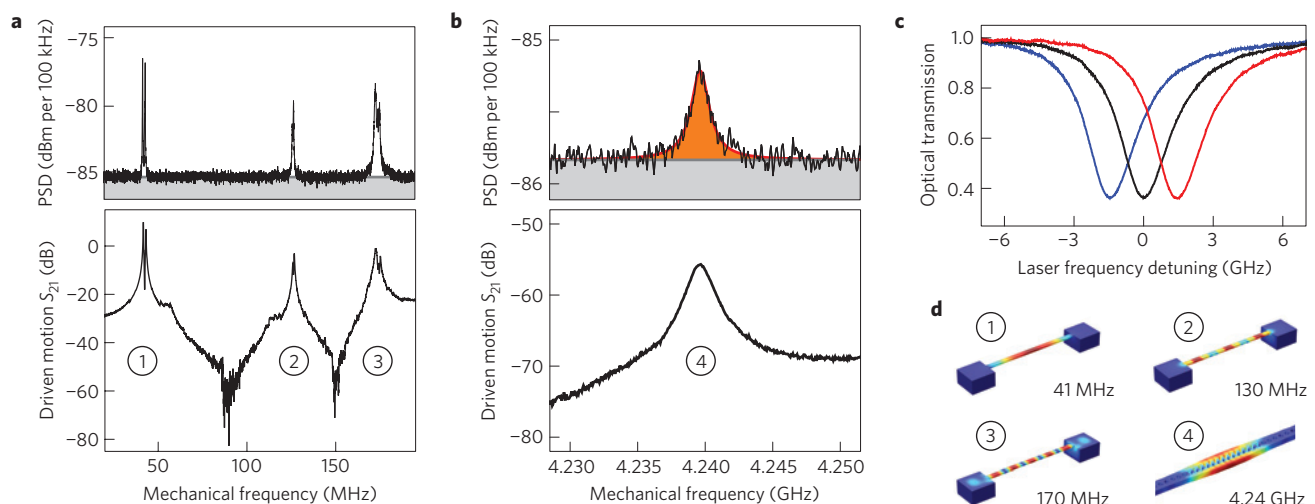 a
−75
−80
−85
PSD (dBm per 100 kHz)
0
−20
−40
−60
−80
Driven motion S21 (dB)
1
2
3
50
100
150
Mechanical frequency (MHz)
b
−85
−86
PSD (dBm per 100 kHz)
−50
−60
−70
−80
Driven motion S21 (dB)
4
4.230
4.235
4.240
4.245
4.250
Mechanical frequency (GHz)
c
1.0
0.8
0.6
0.4
Optical transmission
−6
−3
0
3
6
Laser frequency detuning (GHz)
d
1
41 MHz
2
130 MHz
3
170 MHz
4
4.24 GHz